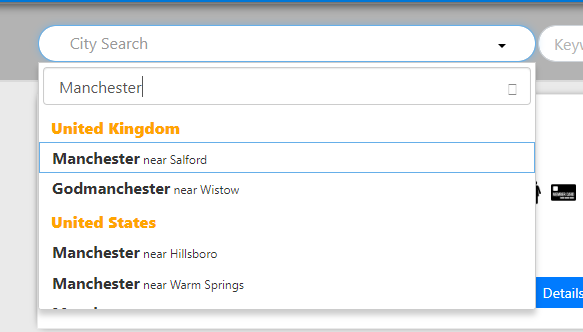 City Search
Keyw
Manchester
United Kingdom
Manchester near Salford
Godmanchester near Wistow
United States
Manchester near Hillsboro
Manchester near Warm Springs
Details